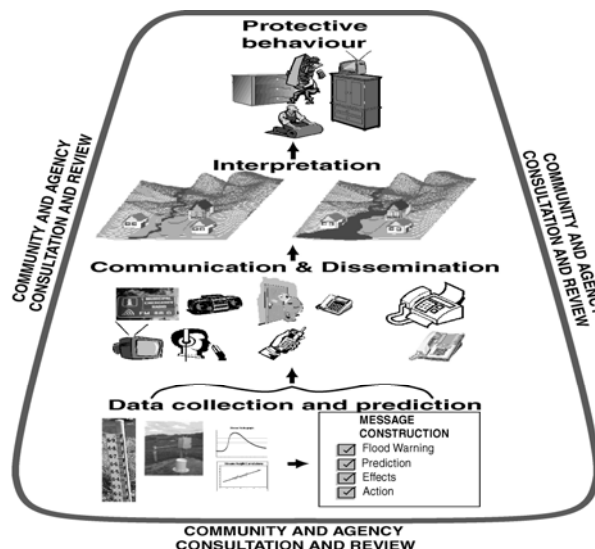 Protective
behaviour
Interpretation
COMMUNITY AND AGENCY
CONSULTATION AND REVIEW
COMMUNITY AND AGENCY
CONSULTATION AND REVIEW
Communication & Dissemination
Data collection and prediction
MESSAGE
CONSTRUCTION
Flood Warning
Prediction
Effects
Action
COMMUNITY AND AGENCY
CONSULTATION AND REVIEW